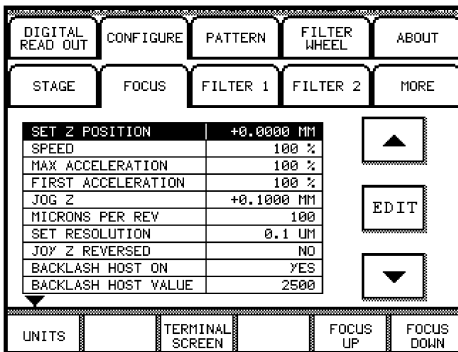 DIGITAL READ OUT
CONFIGURE
PATTERN
FILTER WHEEL
ABOUT
STAGE
FOCUS
FILTER 1
FILTER 2
MORE
SET Z POSITION +0.0000 MM
SPEED 100 %
MAX ACCELERATION 100 %
FIRST ACCELERATION 100 %
JOG Z +0.1000 MM
MICRONS PER REV 100
SET RESOLUTION 0.1 UM
JOY Z REVERSED NO
BACKLASH HOST ON YES
BACKLASH HOST VALUE 2500
EDIT
UNITS
TERMINAL SCREEN
FOCUS UP
FOCUS DOWN